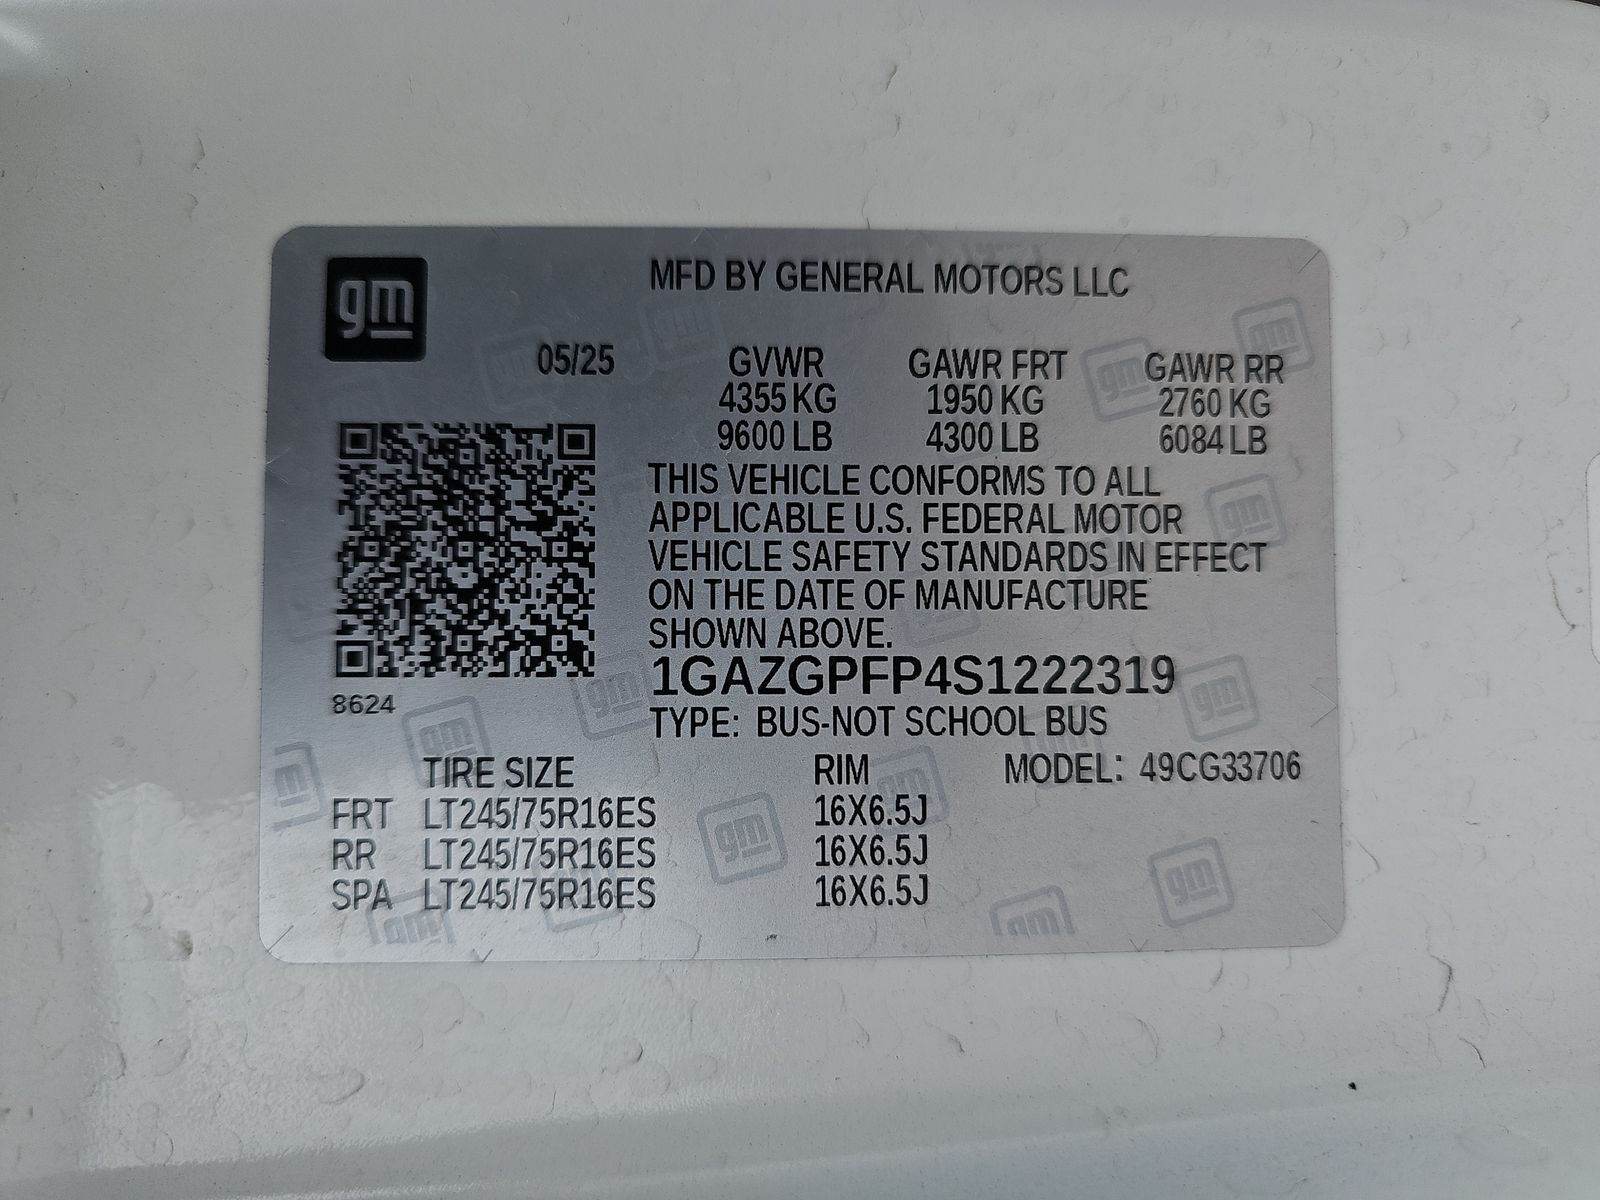 gm
MFD BY GENERAL MOTORS LLC
05/25 GVWR GAWR FRT GAWR RR
4355 KG 1950 KG 2760 KG
9600 LB 4300 LB 6084 LB
THIS VEHICLE CONFORMS TO ALL
APPLICABLE U.S. FEDERAL MOTOR
VEHICLE SAFETY STANDARDS IN EFFECT
ON THE DATE OF MANUFACTURE
SHOWN ABOVE.
1GAZGPFP4S1222319
8624
TYPE: BUS-NOT SCHOOL BUS
TIRE SIZE RIM MODEL: 49CG33706
FRT LT245/75R16ES 16X6.5J
RR LT245/75R16ES 16X6.5J
SPA LT245/75R16ES 16X6.5J